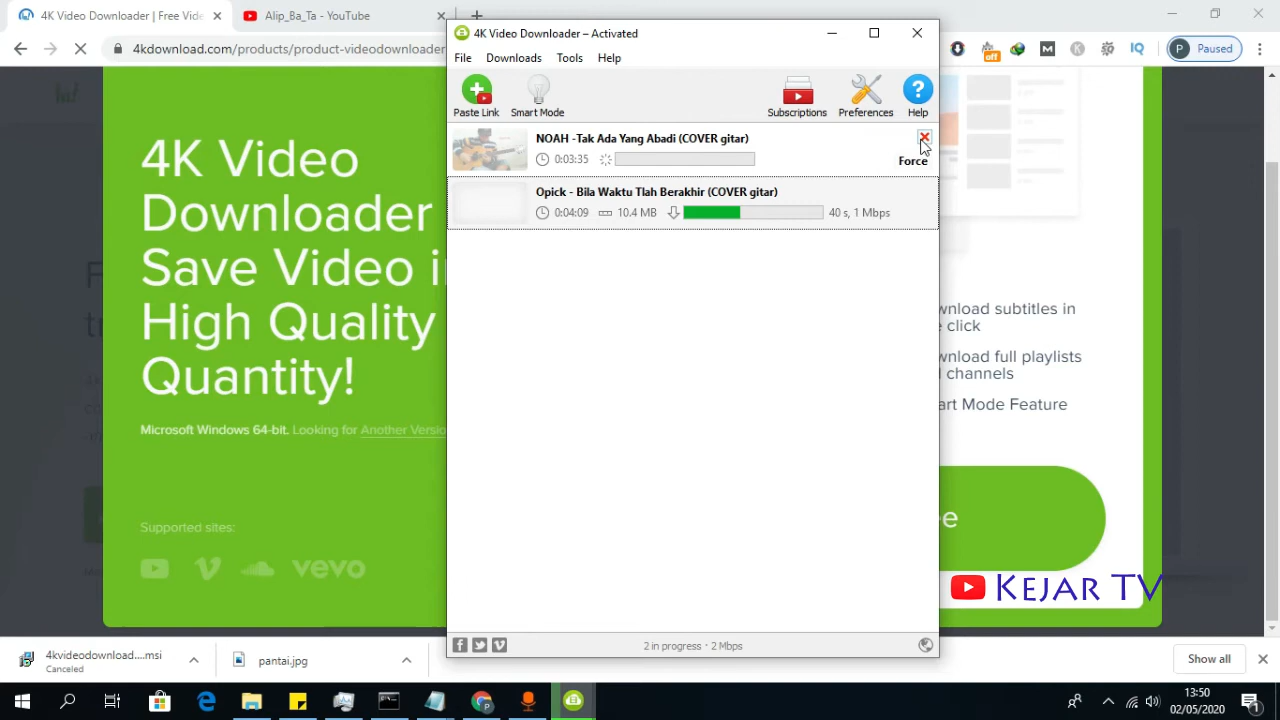 4K Video Downloader | Free Vide
Alip_Ba_Ta - YouTube
4kdownload.com/products/product-videodownloader
off
M
K
IQ
P
Paused
4K Video Downloader – Activated
File
Downloads
Tools
Help
Paste Link
Smart Mode
Subscriptions
Preferences
Help
NOAH -Tak Ada Yang Abadi (COVER gitar)
0:03:35
Force
Opick - Bila Waktu Tlah Berakhir (COVER gitar)
0:04:09
10.4 MB
40 s, 1 Mbps
4K Video
Downloader
Save Video i
High Quality
Quantity!
Microsoft Windows 64-bit. Looking for Another Versio
Supported sites:
vevo
wnload subtitles in
e click
wnload full playlists
channels
art Mode Feature
e
KEJAR TV
2 in progress · 2 Mbps
4kvideodownload....msi
Canceled
pantai.jpg
Show all
13:50
02/05/2020